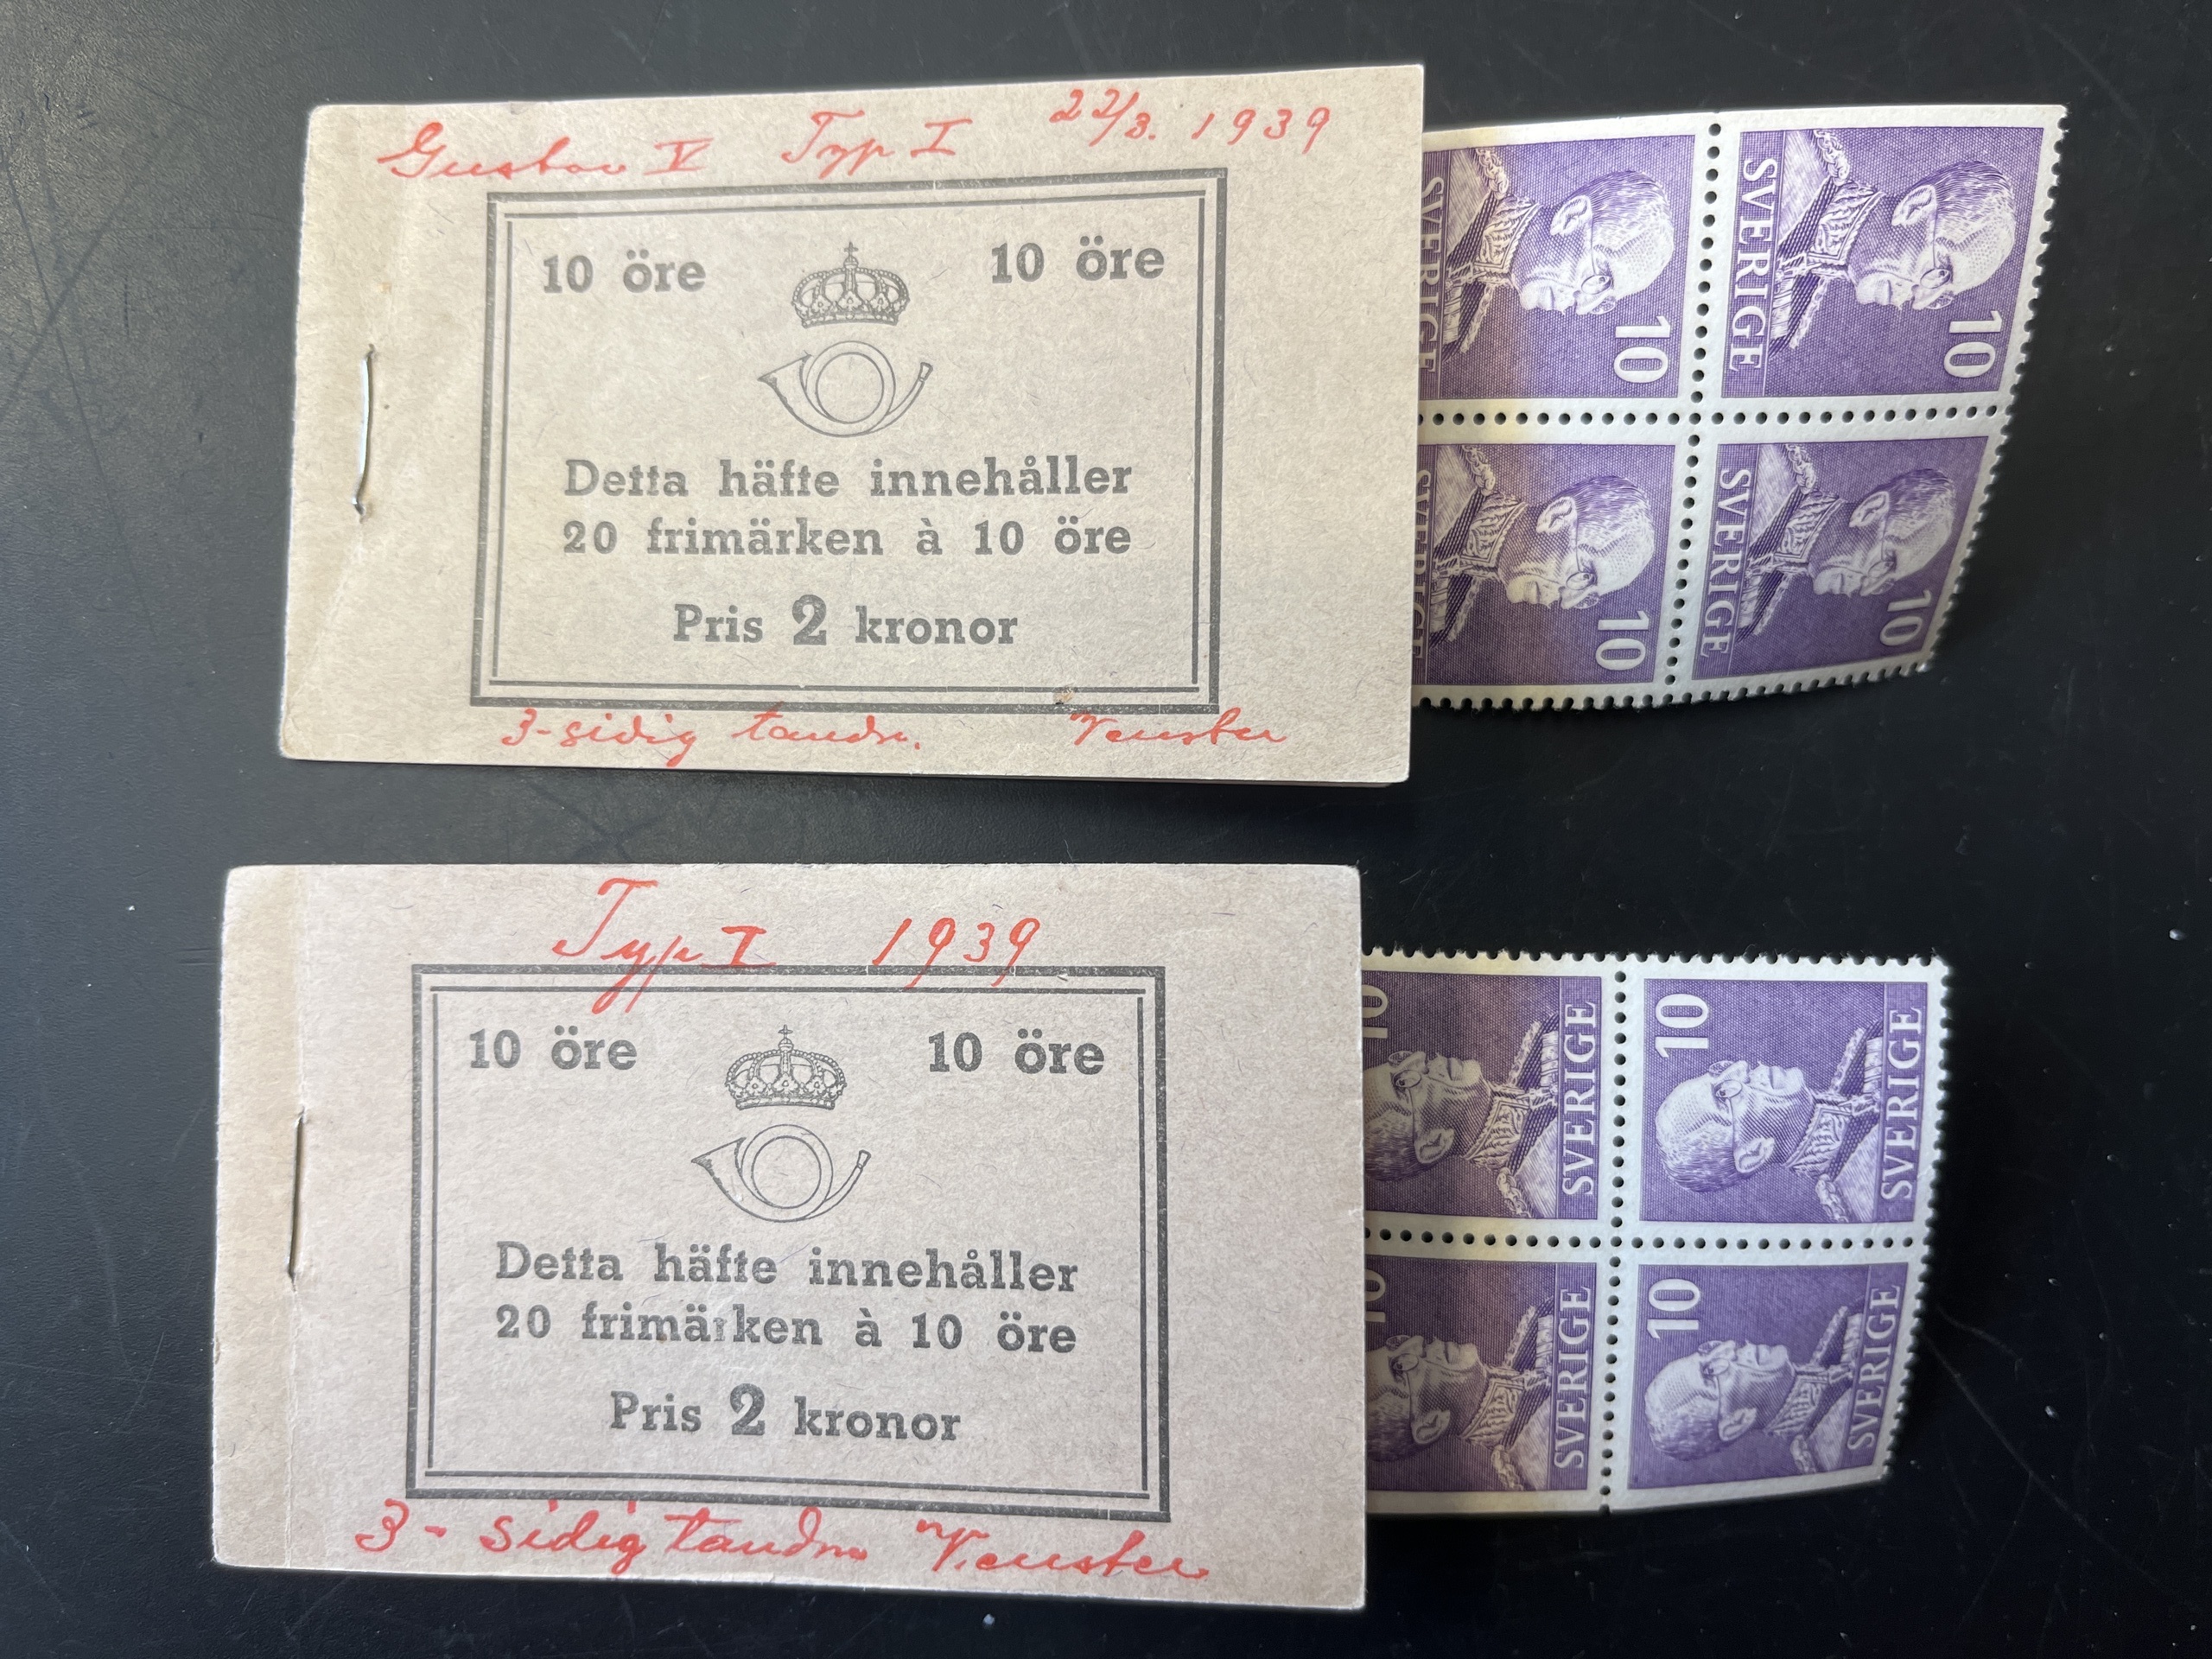 Gustav V Typ I 22/3. 1939
10 öre 10 öre
Detta häfte innehåller
20 frimärken à 10 öre
Pris 2 kronor
3-sidig tandn. Venster
SVERIGE 10 SVERIGE 10
SVERIGE 10 SVERIGE 10
Typ I 1939
10 öre 10 öre
Detta häfte innehåller
20 frimärken à 10 öre
Pris 2 kronor
3-sidig tandn Venster
10 SVERIGE 10 SVERIGE
10 SVERIGE 10 SVERIGE